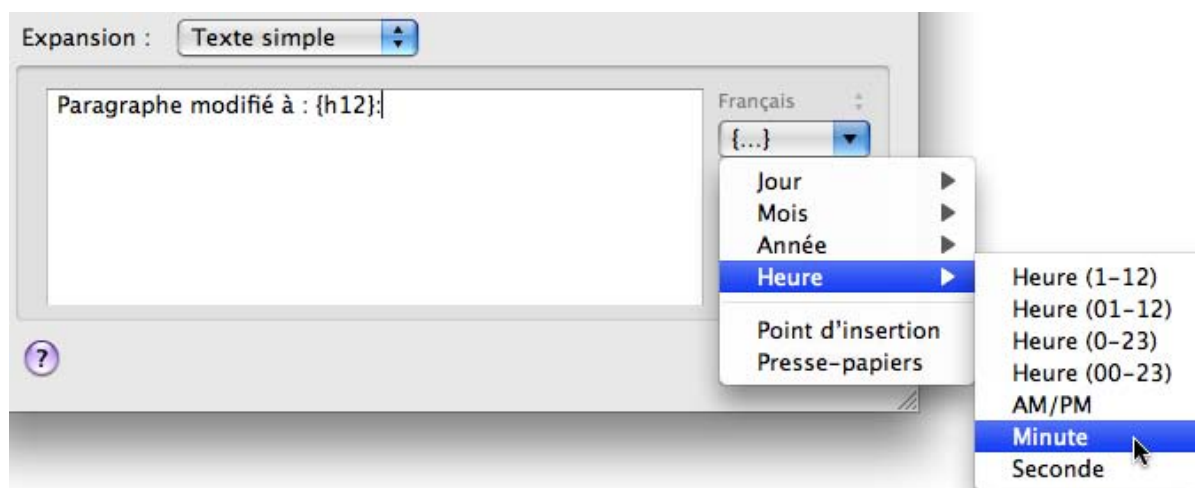 Expansion : Texte simple
Paragraphe modifié à : {h12}:
Français
{...}
Jour
Mois
Année
Heure
Point d'insertion
Presse-papiers
Heure (1-12)
Heure (01-12)
Heure (0-23)
Heure (00-23)
AM/PM
Minute
Seconde
?